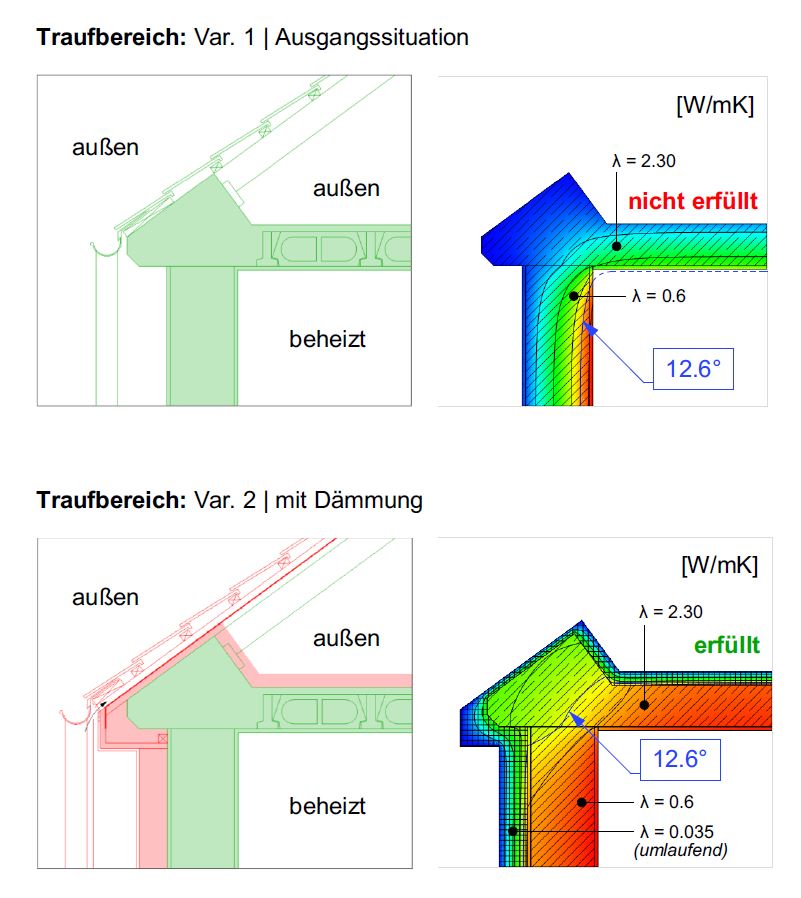 Traufbereich: Var. 1 | Ausgangssituation
außen
außen
beheizt
[W/mK]
λ = 2.30
nicht erfüllt
λ = 0.6
12.6°
Traufbereich: Var. 2 | mit Dämmung
außen
außen
beheizt
[W/mK]
λ = 2.30
erfüllt
12.6°
λ = 0.6
λ = 0.035
(umlaufend)